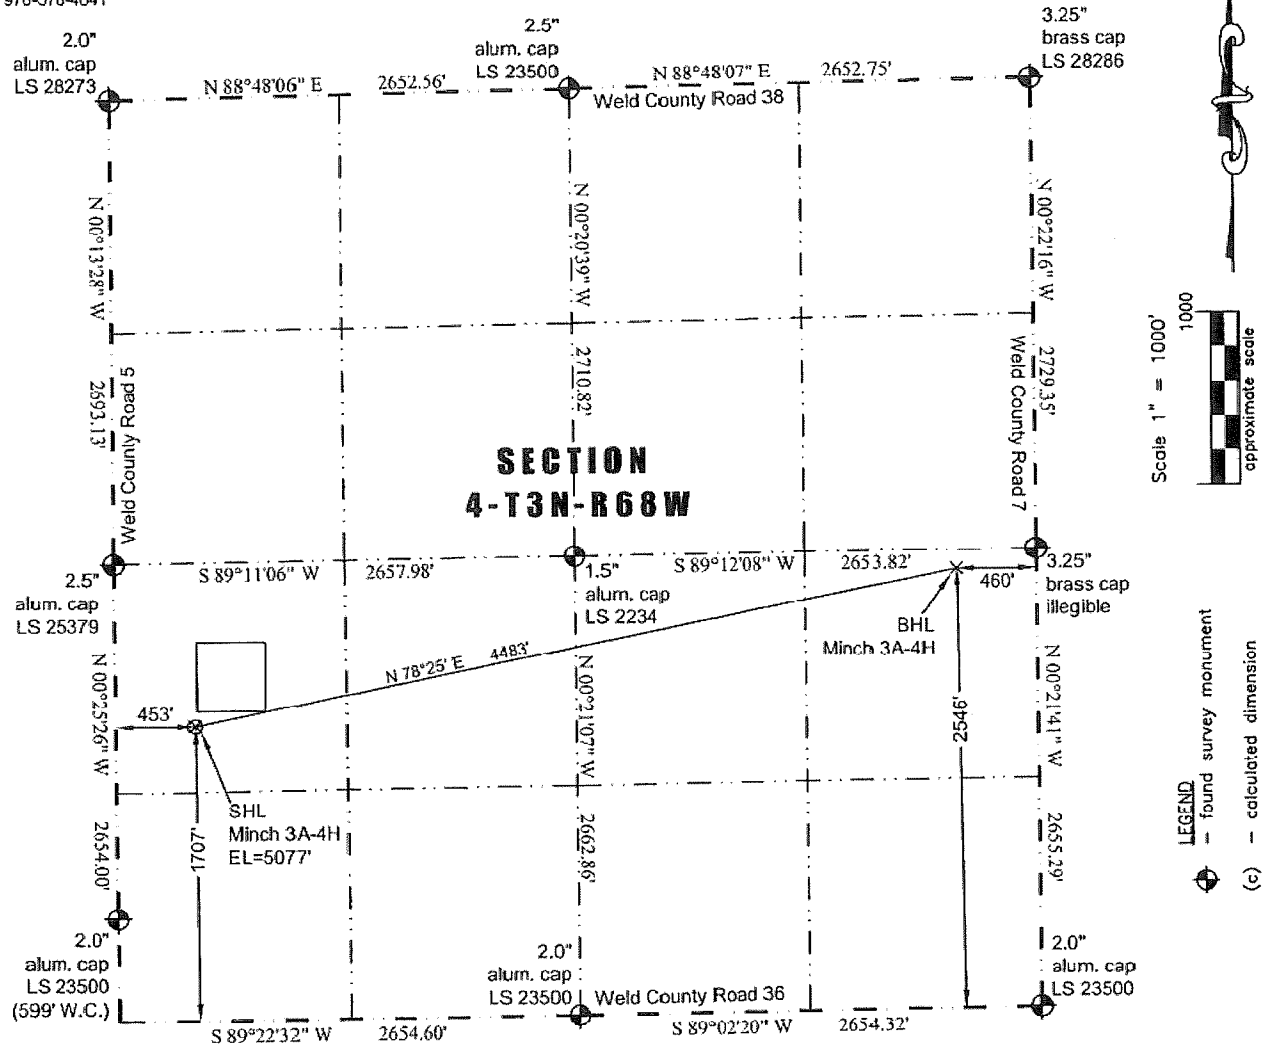 2.0"
alum. cap
LS 28273
N 88°48'06" E
2652.56'
2.5"
alum. cap
LS 23500
N 88°48'07" E
2652.75'
Weld County Road 38
3.25"
brass cap
LS 28286
N 00°13'28" W
2693.13'
Weld County Road 5
N 00°20'39" W
2710.82'
N 00°22'16" W
2729.35'
Weld County Road 7
Scale 1" = 1000'
1000
approximate scale
SECTION
4-T3N-R68W
2.5"
alum. cap
LS 25379
S 89°11'06" W
2657.98'
1.5"
alum. cap
LS 2234
S 89°12'08" W
2653.82'
3.25"
brass cap
illegible
460'
BHL
Minch 3A-4H
N 78°25' E
4483'
453'
N 00°25'26" W
2654.00'
N 00°21'07" W
2662.86'
2546'
N 00°21'41" W
2655.29'
SHL
Minch 3A-4H
EL=5077'
1707'
LEGEND
- found survey monument
(c) - calculated dimension
2.0"
alum. cap
LS 23500
(599' W.C.)
S 89°22'32" W
2654.60'
2.0"
alum. cap
LS 23500
Weld County Road 36
S 89°02'20" W
2654.32'
2.0"
alum. cap
LS 23500